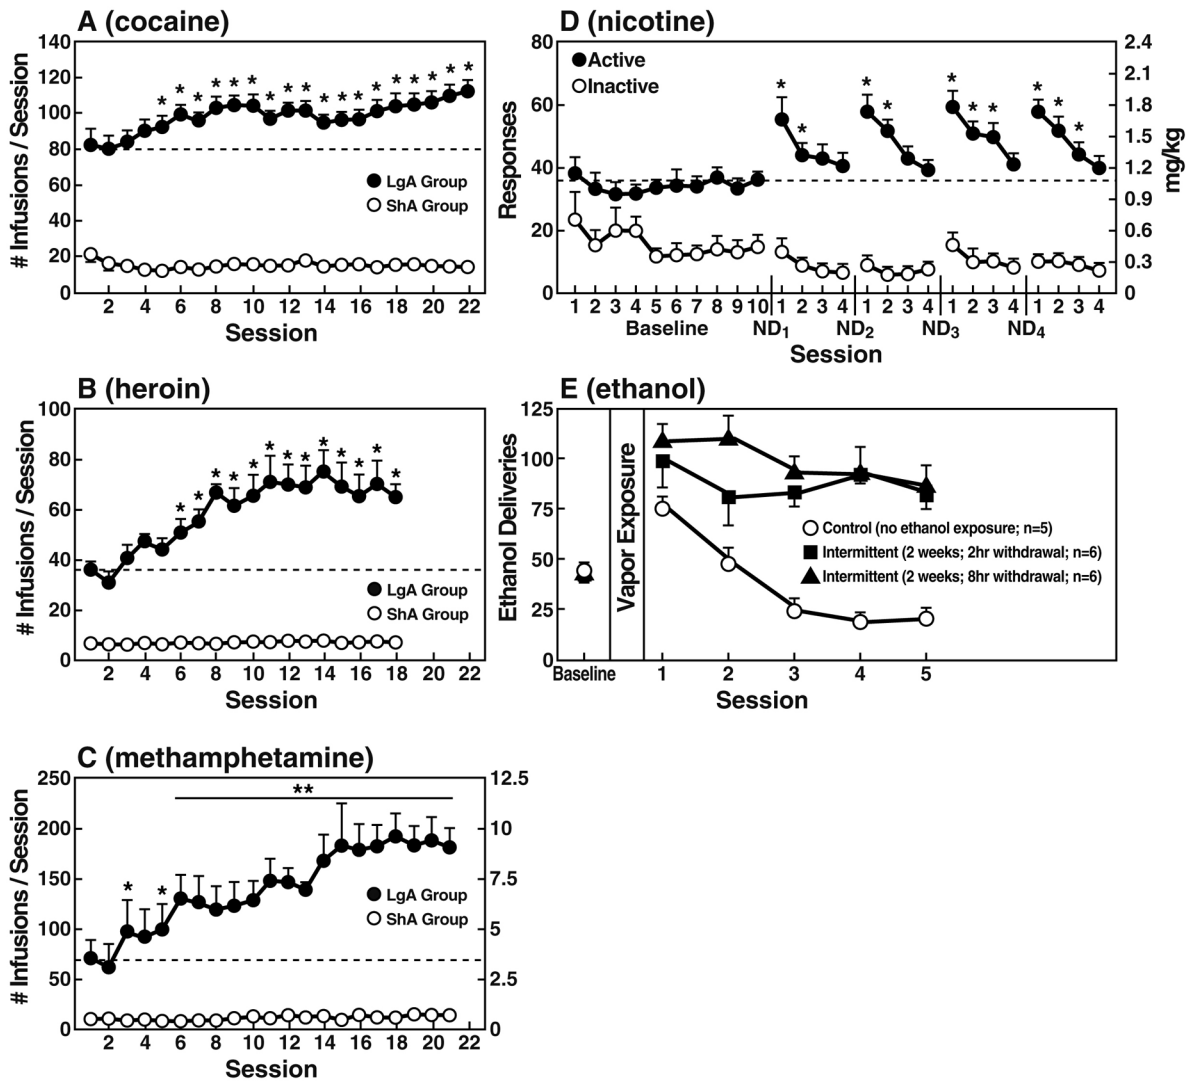 A (cocaine)
# Infusions / Session
140
120
100
80
60
40
20
0
* * * * * * * * * * * * * * * * * *
LgA Group
ShA Group
2 4 6 8 10 12 14 16 18 20 22
Session
D (nicotine)
Responses
80
60
40
20
0
Active
Inactive
* * * * * * * * * *
2.4
2.1
1.8
1.5
1.2
0.9
0.6
0.3
0
mg/kg
1 2 3 4 5 6 7 8 9 10 1 2 3 4 1 2 3 4 1 2 3 4 1 2 3 4
Baseline ND1 ND2 ND3 ND4
Session
B (heroin)
# Infusions / Session
100
80
60
40
20
0
* * * * * * * * * * * * *
LgA Group
ShA Group
2 4 6 8 10 12 14 16 18 20 22
Session
E (ethanol)
Ethanol Deliveries
125
100
75
50
25
0
Vapor Exposure
Control (no ethanol exposure; n=5)
Intermittent (2 weeks; 2hr withdrawal; n=6)
Intermittent (2 weeks; 8hr withdrawal; n=6)
Baseline 1 2 3 4 5
Session
C (methamphetamine)
# Infusions / Session
250
200
150
100
50
0
* * **
LgA Group
ShA Group
12.5
10
7.5
5
2.5
0
2 4 6 8 10 12 14 16 18 20 22
Session